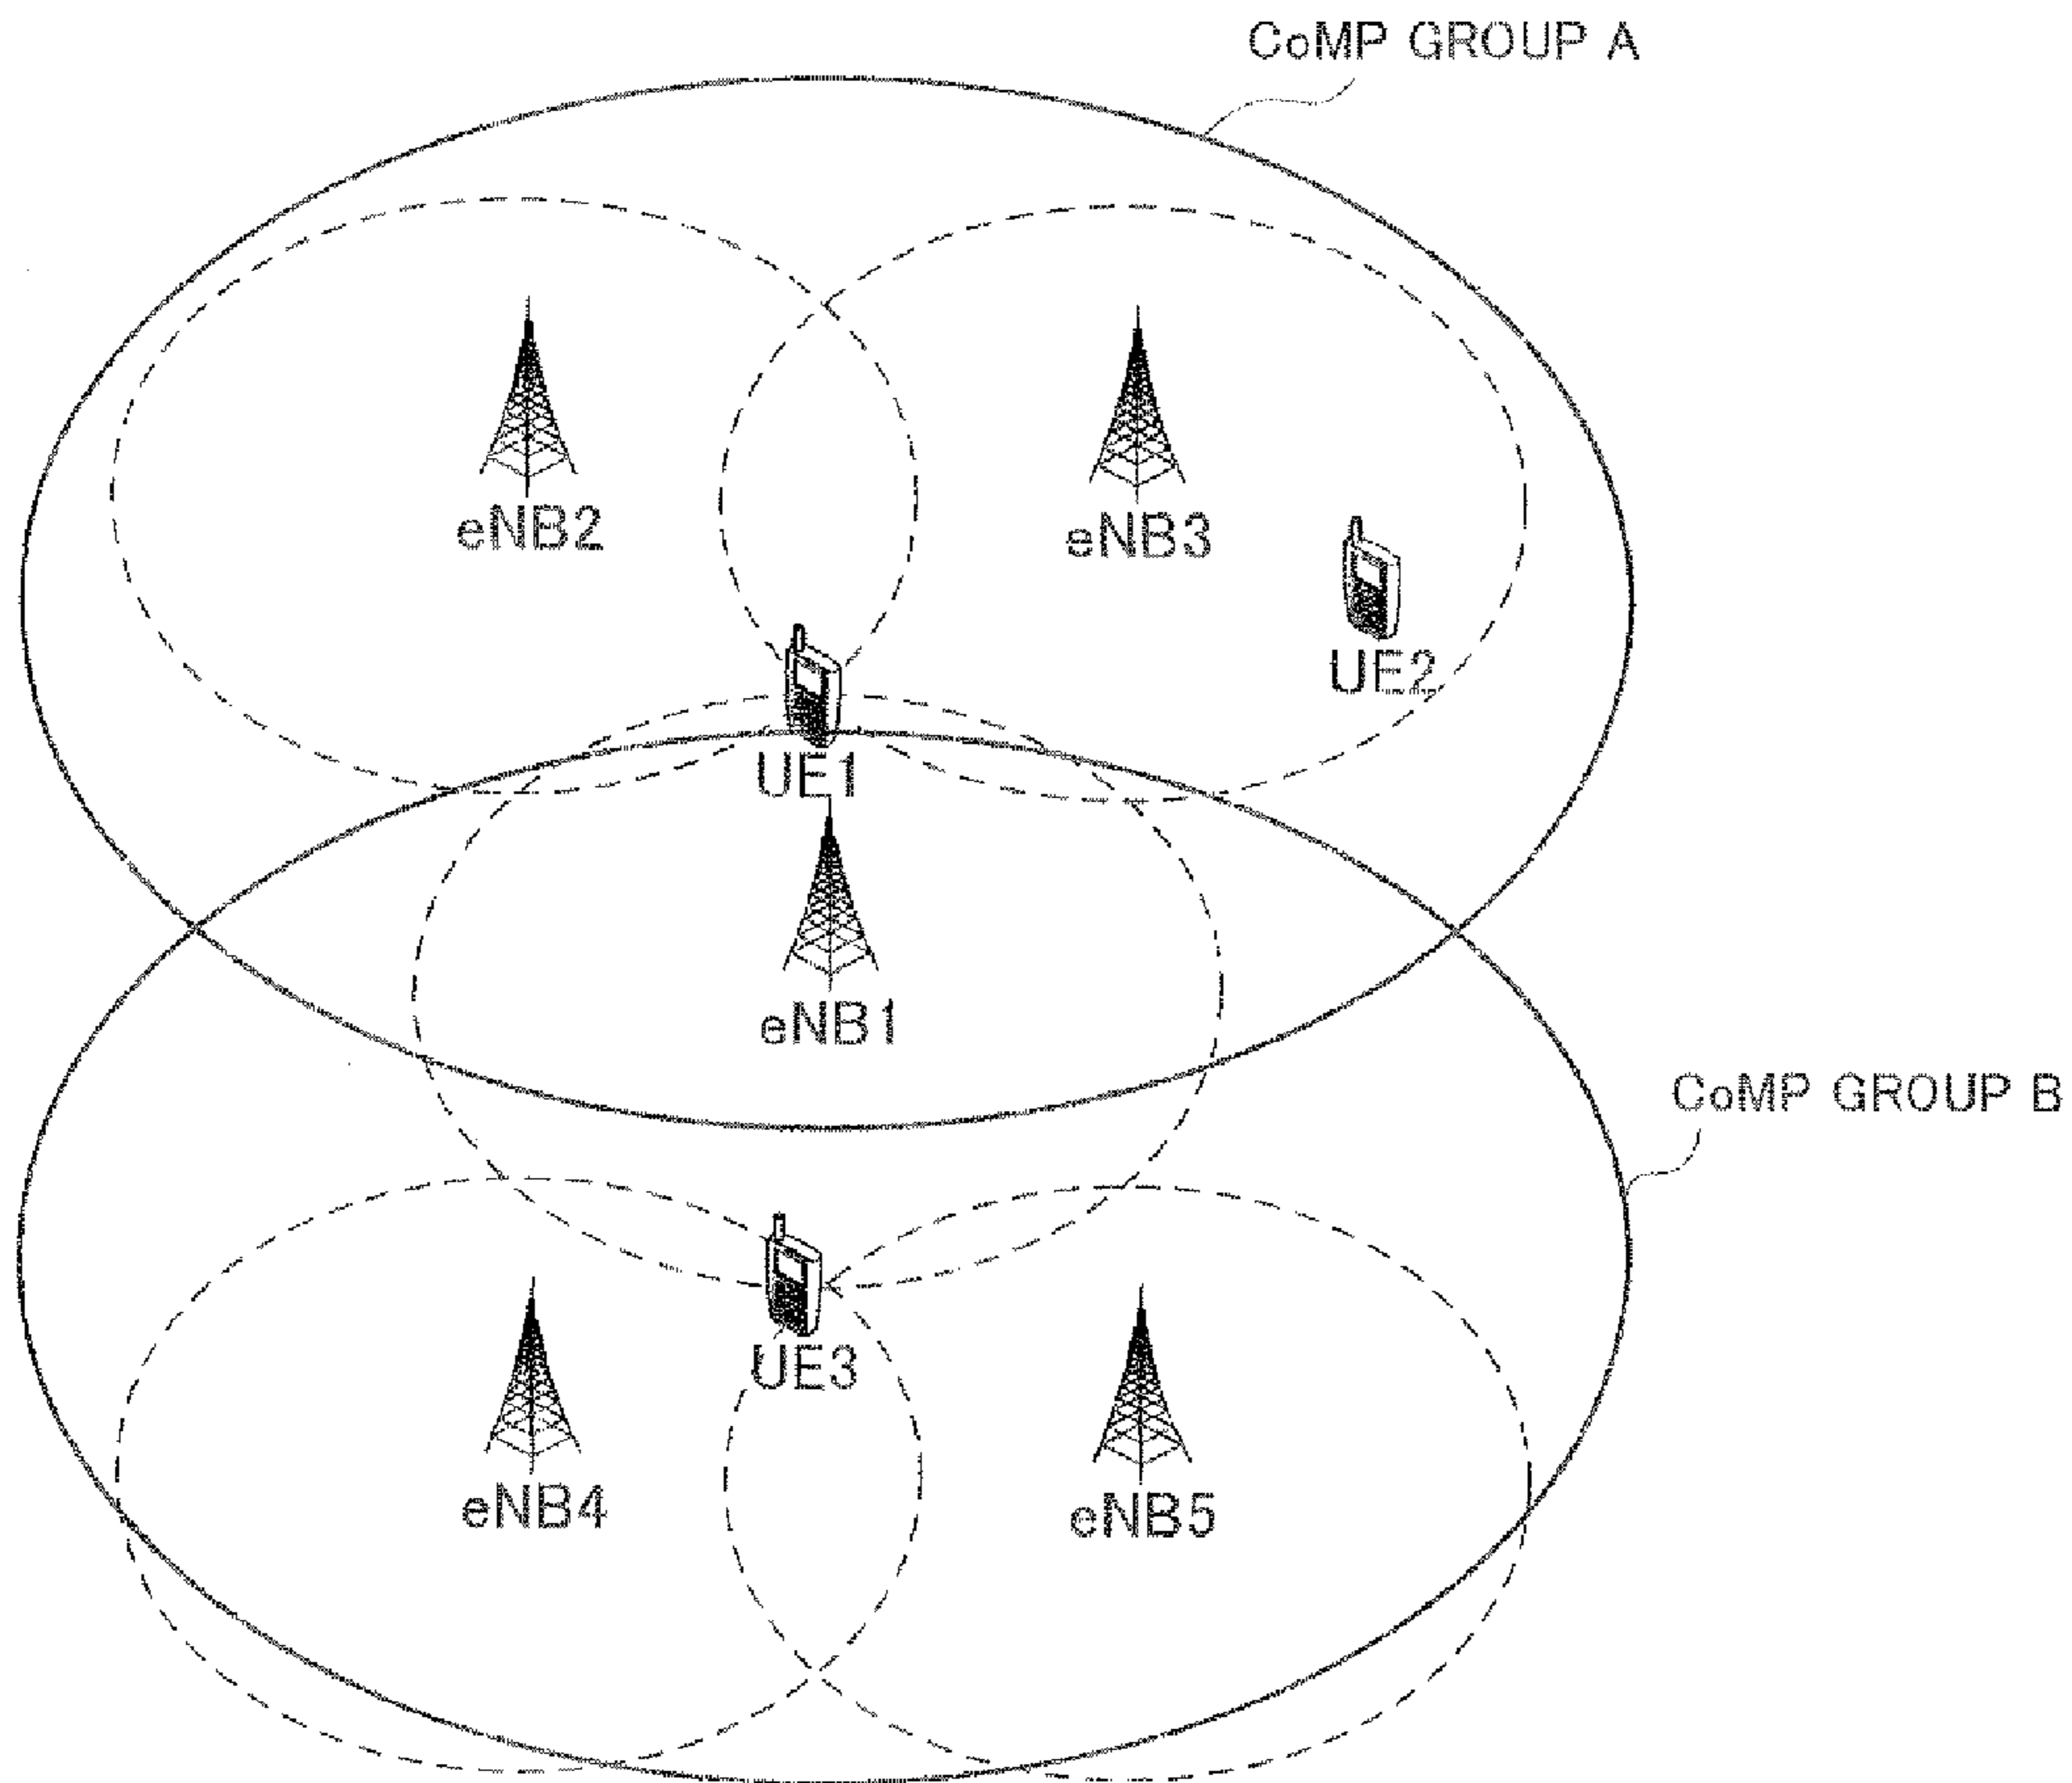 CoMP GROUP A
eNB2
eNB3
UE2
UE1
eNB1
CoMP GROUP B
UE3
eNB4
eNB5